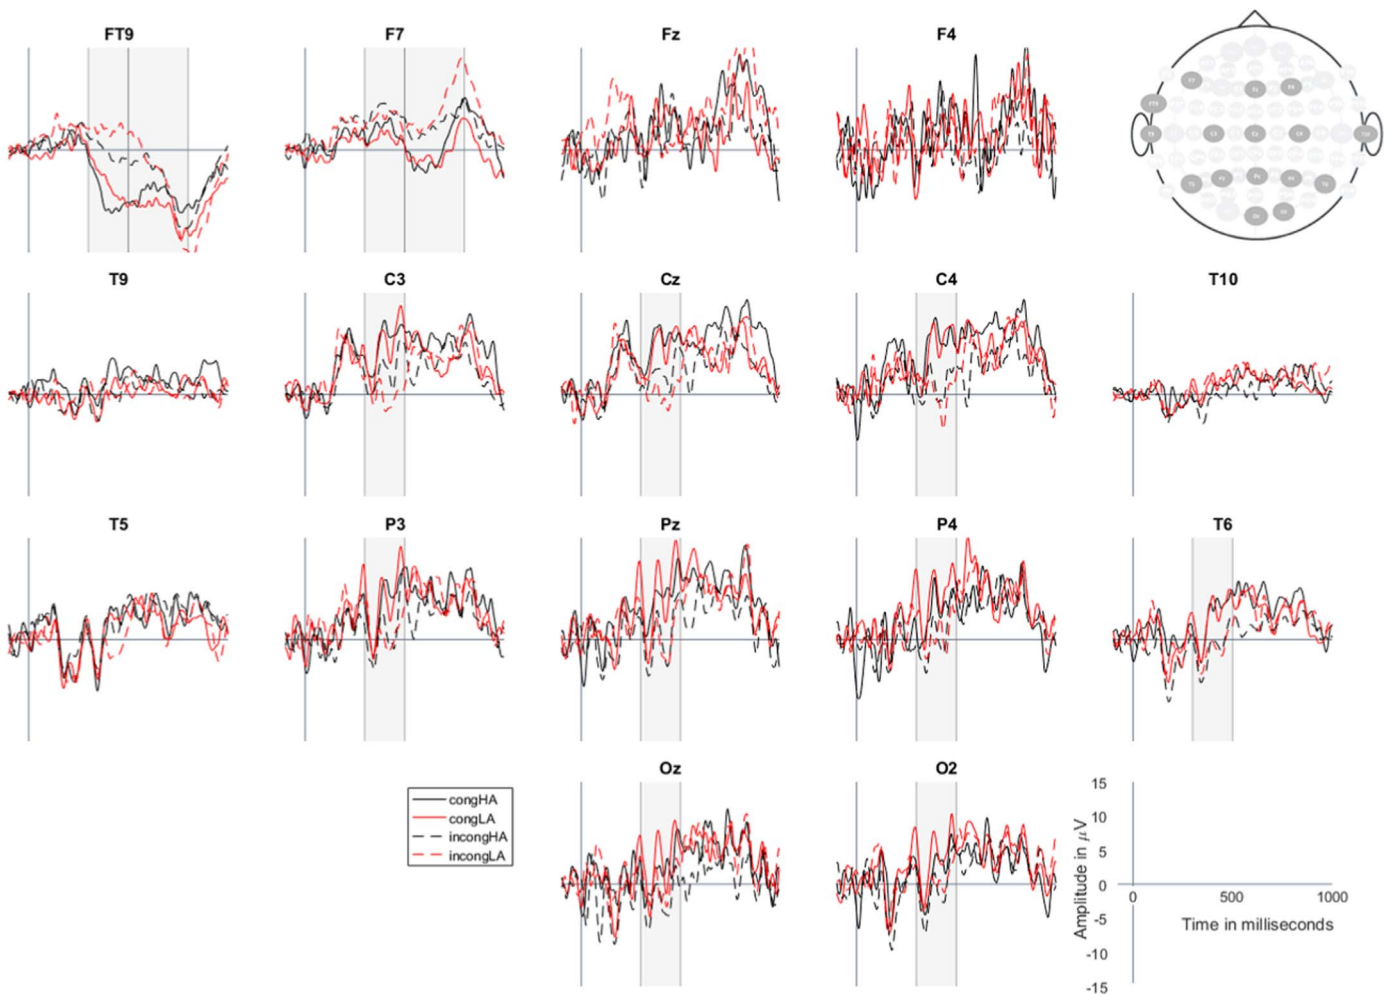 FT9
F7
Fz
F4
T9
C3
Cz
C4
T10
T5
P3
Pz
P4
T6
Oz
O2
congHA
congLA
incongHA
incongLA
Amplitude in μV
15
10
5
0
-5
-10
-15
0
500
1000
Time in milliseconds